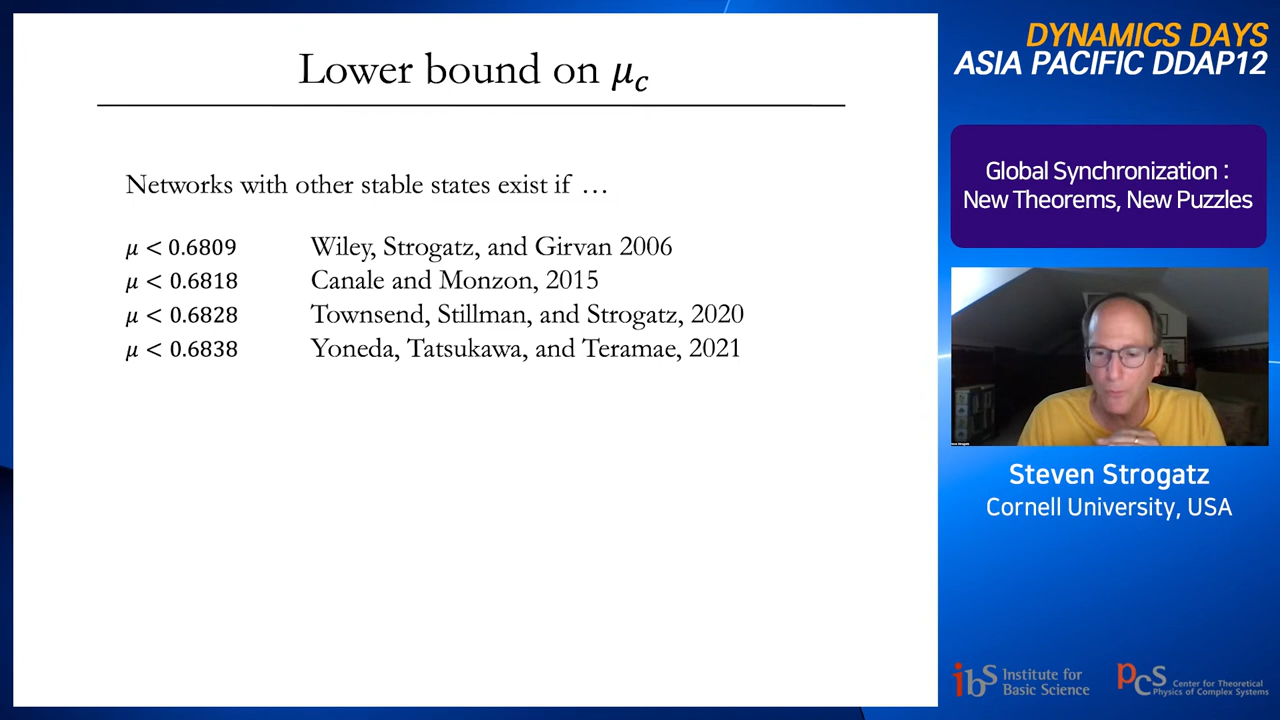 Lower bound on μc
Networks with other stable states exist if …
μ < 0.6809 Wiley, Strogatz, and Girvan 2006
μ < 0.6818 Canale and Monzon, 2015
μ < 0.6828 Townsend, Stillman, and Strogatz, 2020
μ < 0.6838 Yoneda, Tatsukawa, and Teramae, 2021
DYNAMICS DAYS
ASIA PACIFIC DDAP12
Global Synchronization :
New Theorems, New Puzzles
Steven Strogatz
Cornell University, USA
ibs Institute for
Basic Science
PCS Center for Theoretical
Physics of Complex Systems